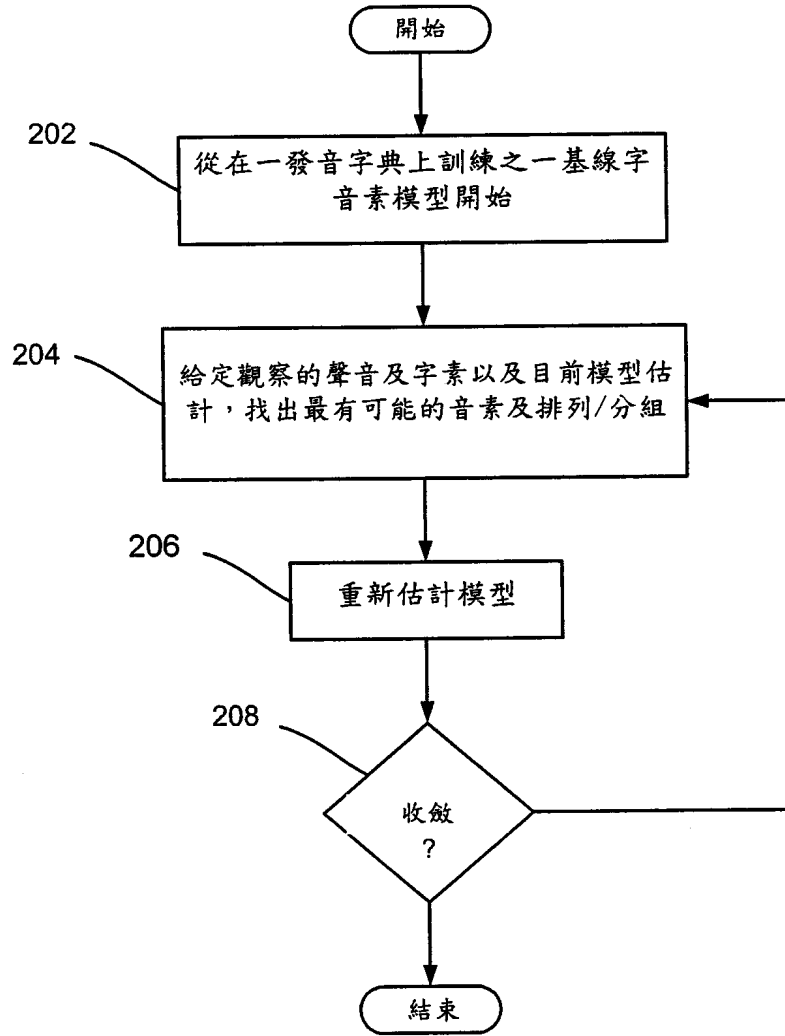 開始
202
從在一發音字典上訓練之一基線字
音素模型開始
204
給定觀察的聲音及字素以及目前模型估
計，找出最有可能的音素及排列/分組
206
重新估計模型
208
收斂
?
結束